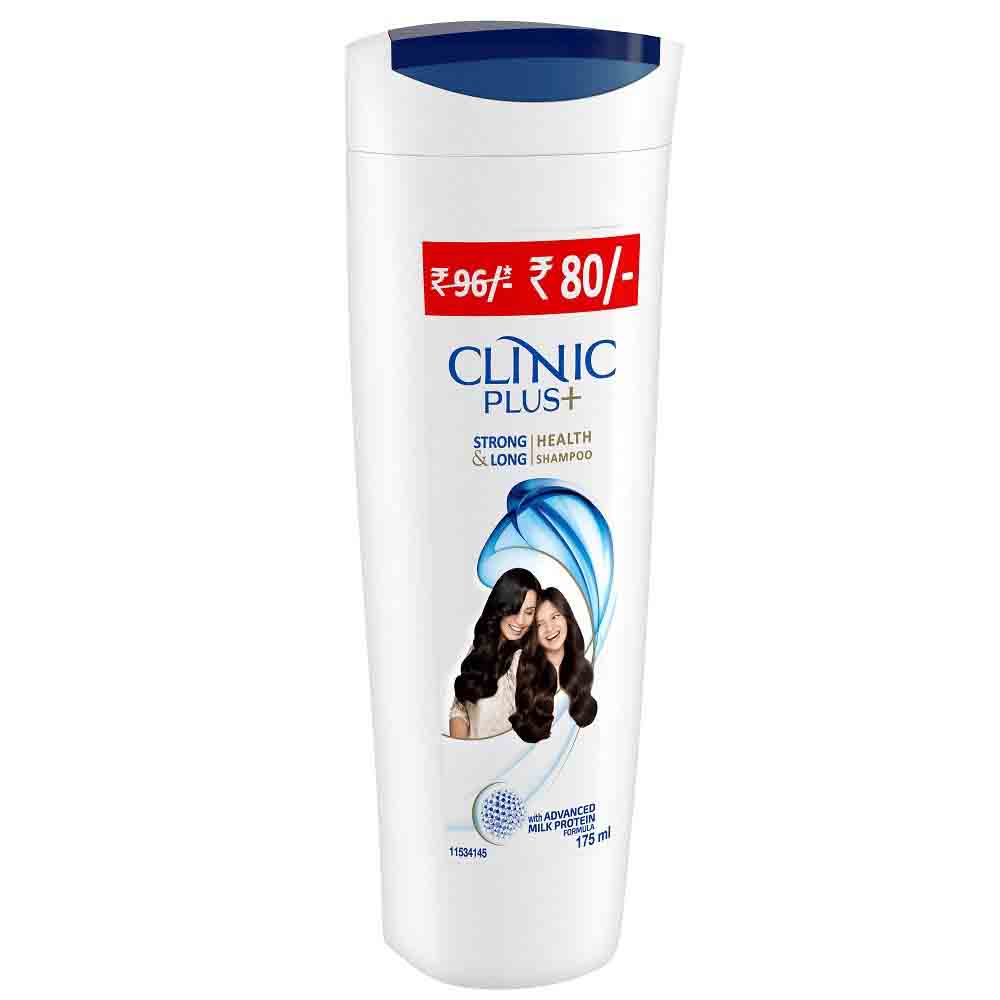 ₹96/-* ₹80/-
CLINIC
PLUS+
STRONG & LONG
HEALTH SHAMPOO
with ADVANCED
MILK PROTEIN
FORMULA
175 ml
11534145